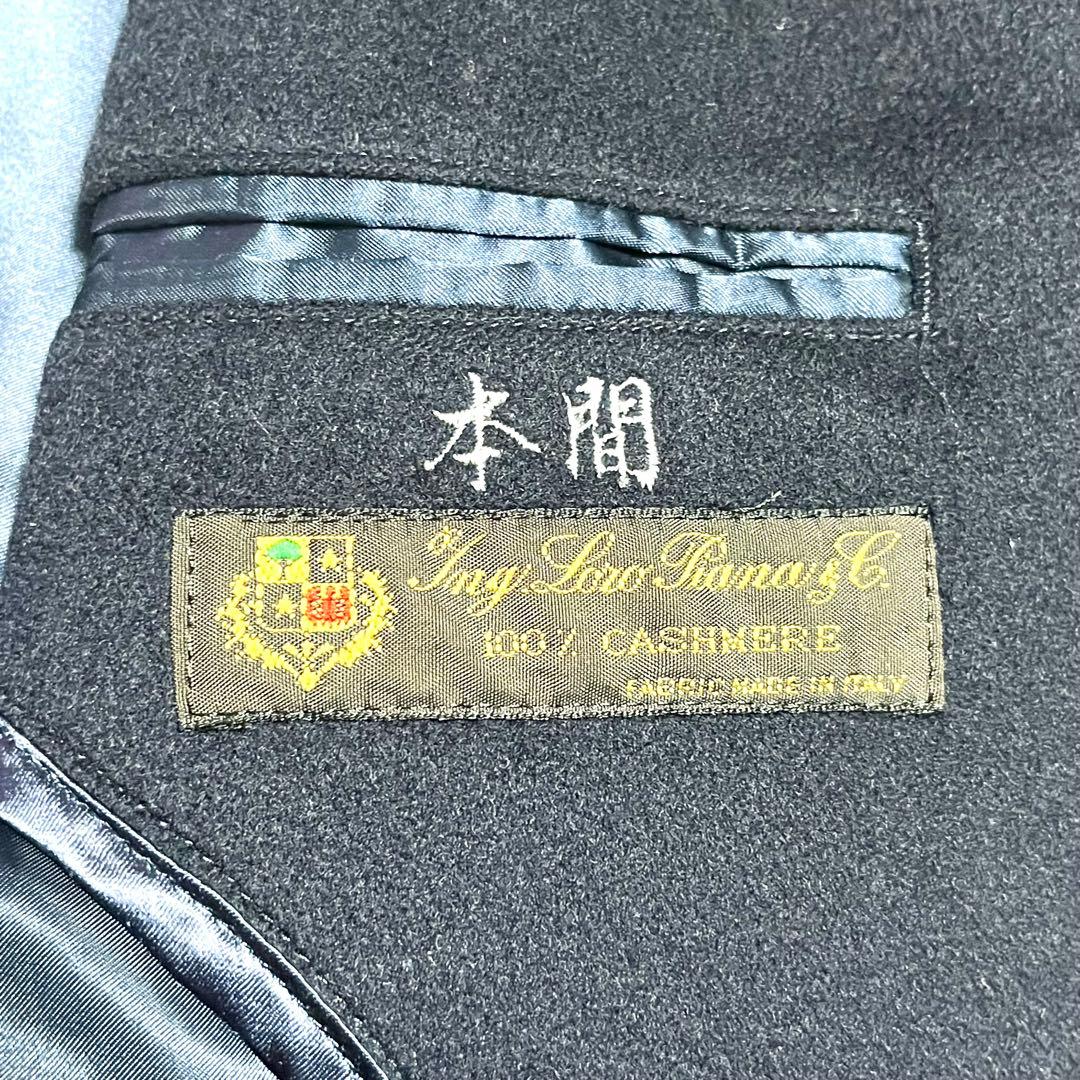 本間
Ing. Loro Piana & C.
100% CASHMERE
FABRIC MADE IN ITALY